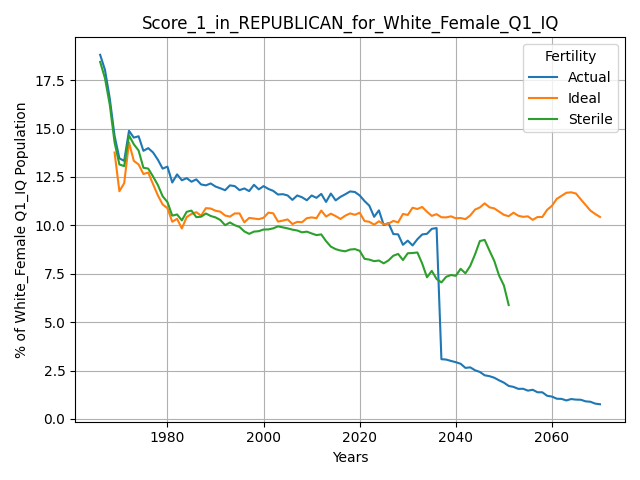 Score_1_in_REPUBLICAN_for_White_Female_Q1_IQ
Fertility
Actual
Ideal
Sterile
% of White_Female Q1_IQ Population
17.5
15.0
12.5
10.0
7.5
5.0
2.5
0.0
1980
2000
2020
2040
2060
Years